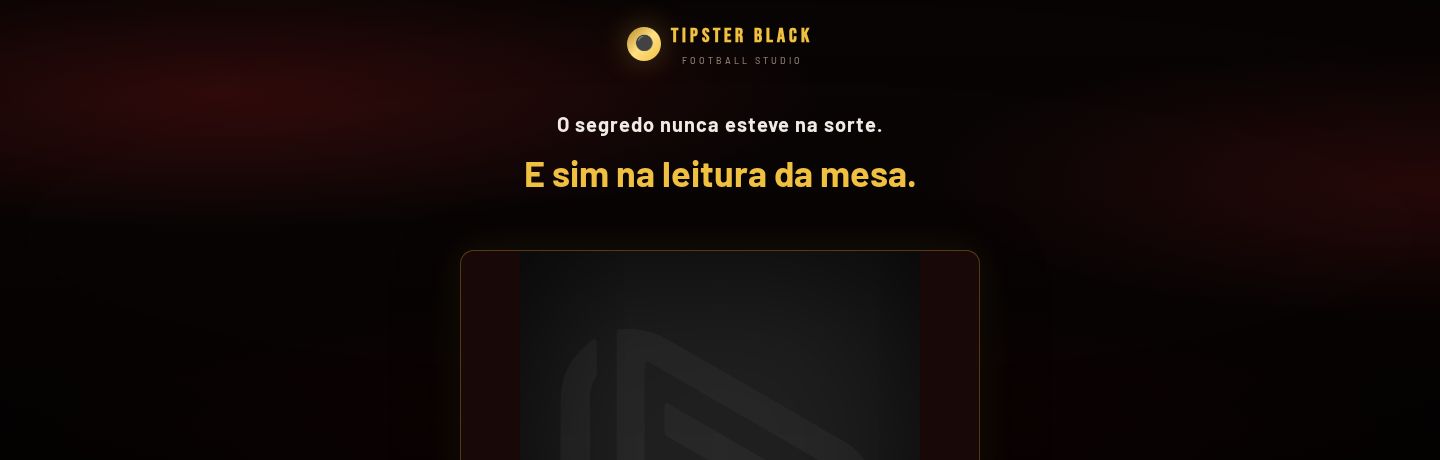 TIPSTER BLACK
FOOTBALL STUDIO
O segredo nunca esteve na sorte.
E sim na leitura da mesa.